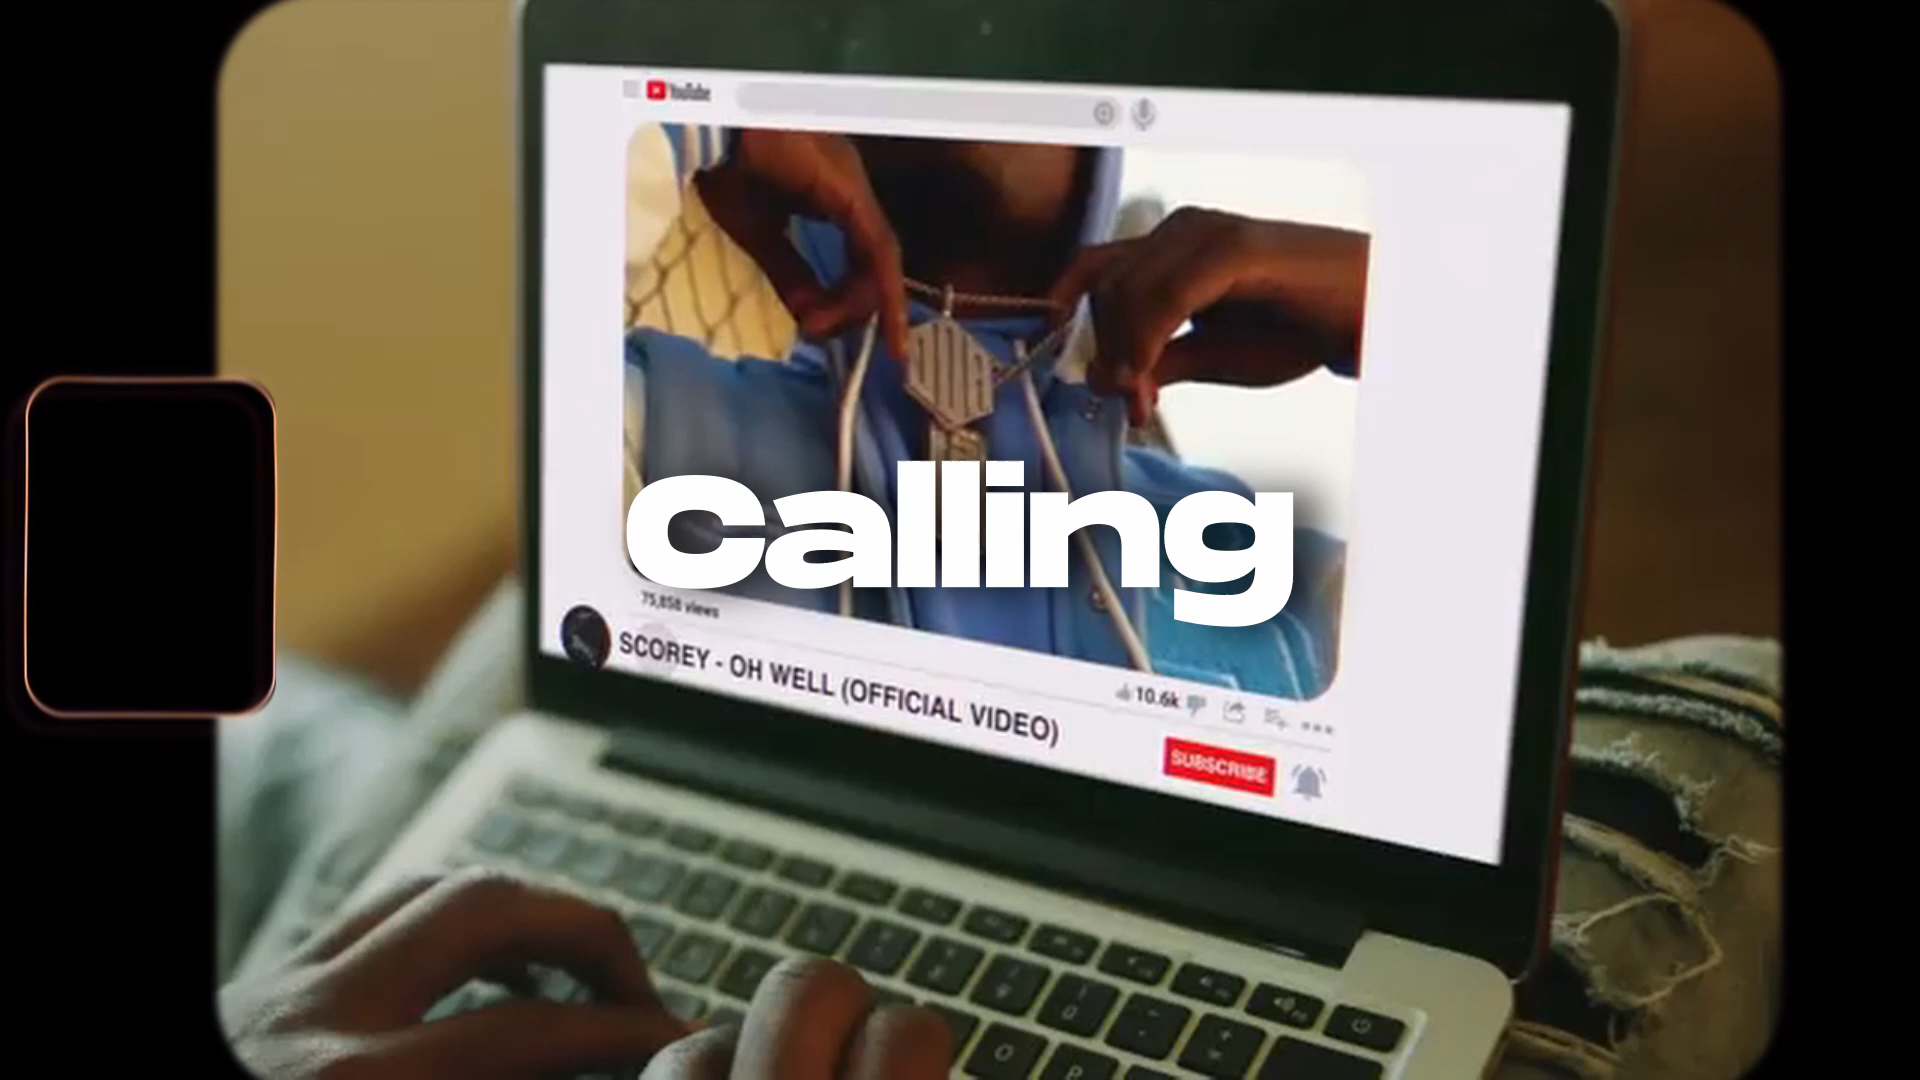 YouTube
Calling
75,858 views
SCOREY - OH WELL (OFFICIAL VIDEO)
10.6k
SUBSCRIBE
O
P